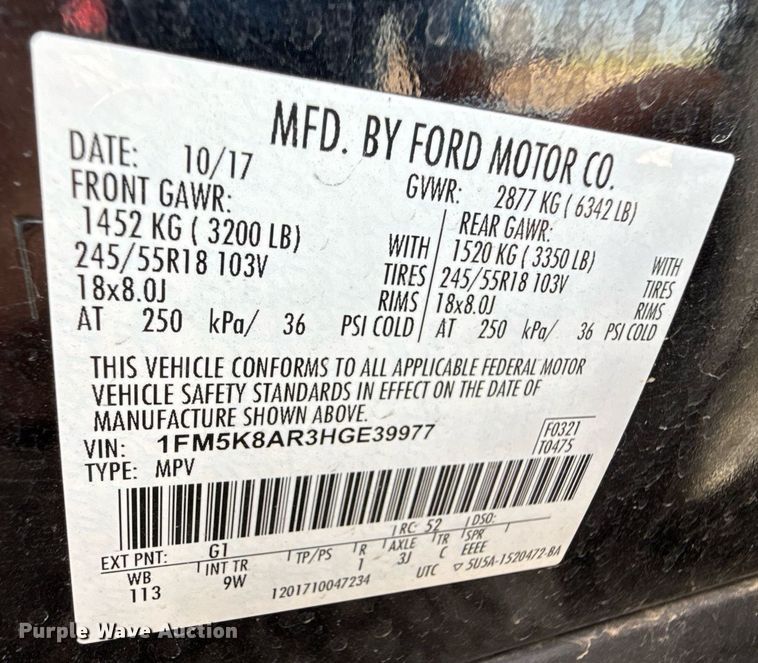 MFD. BY FORD MOTOR CO.
DATE: 10/17 GVWR: 2877 KG ( 6342 LB)
FRONT GAWR: REAR GAWR:
1452 KG ( 3200 LB) WITH 1520 KG ( 3350 LB) WITH
245/55R18 103V TIRES 245/55R18 103V TIRES
18x8.0J RIMS 18x8.0J RIMS
AT 250 kPa/ 36 PSI COLD AT 250 kPa/ 36 PSI COLD
THIS VEHICLE CONFORMS TO ALL APPLICABLE FEDERAL MOTOR
VEHICLE SAFETY STANDARDS IN EFFECT ON THE DATE OF
MANUFACTURE SHOWN ABOVE.
VIN: 1FM5K8AR3HGE39977 F0321
TYPE: MPV T0475
EXT PNT: G1 RC: 52 DSO:
WB INT TR TP/PS R AXLE TR SPR
113 9W 1 3J C EEEE
1201710047234 UTC ▽ 5U5A-1520472-BA
Purple Wave Auction